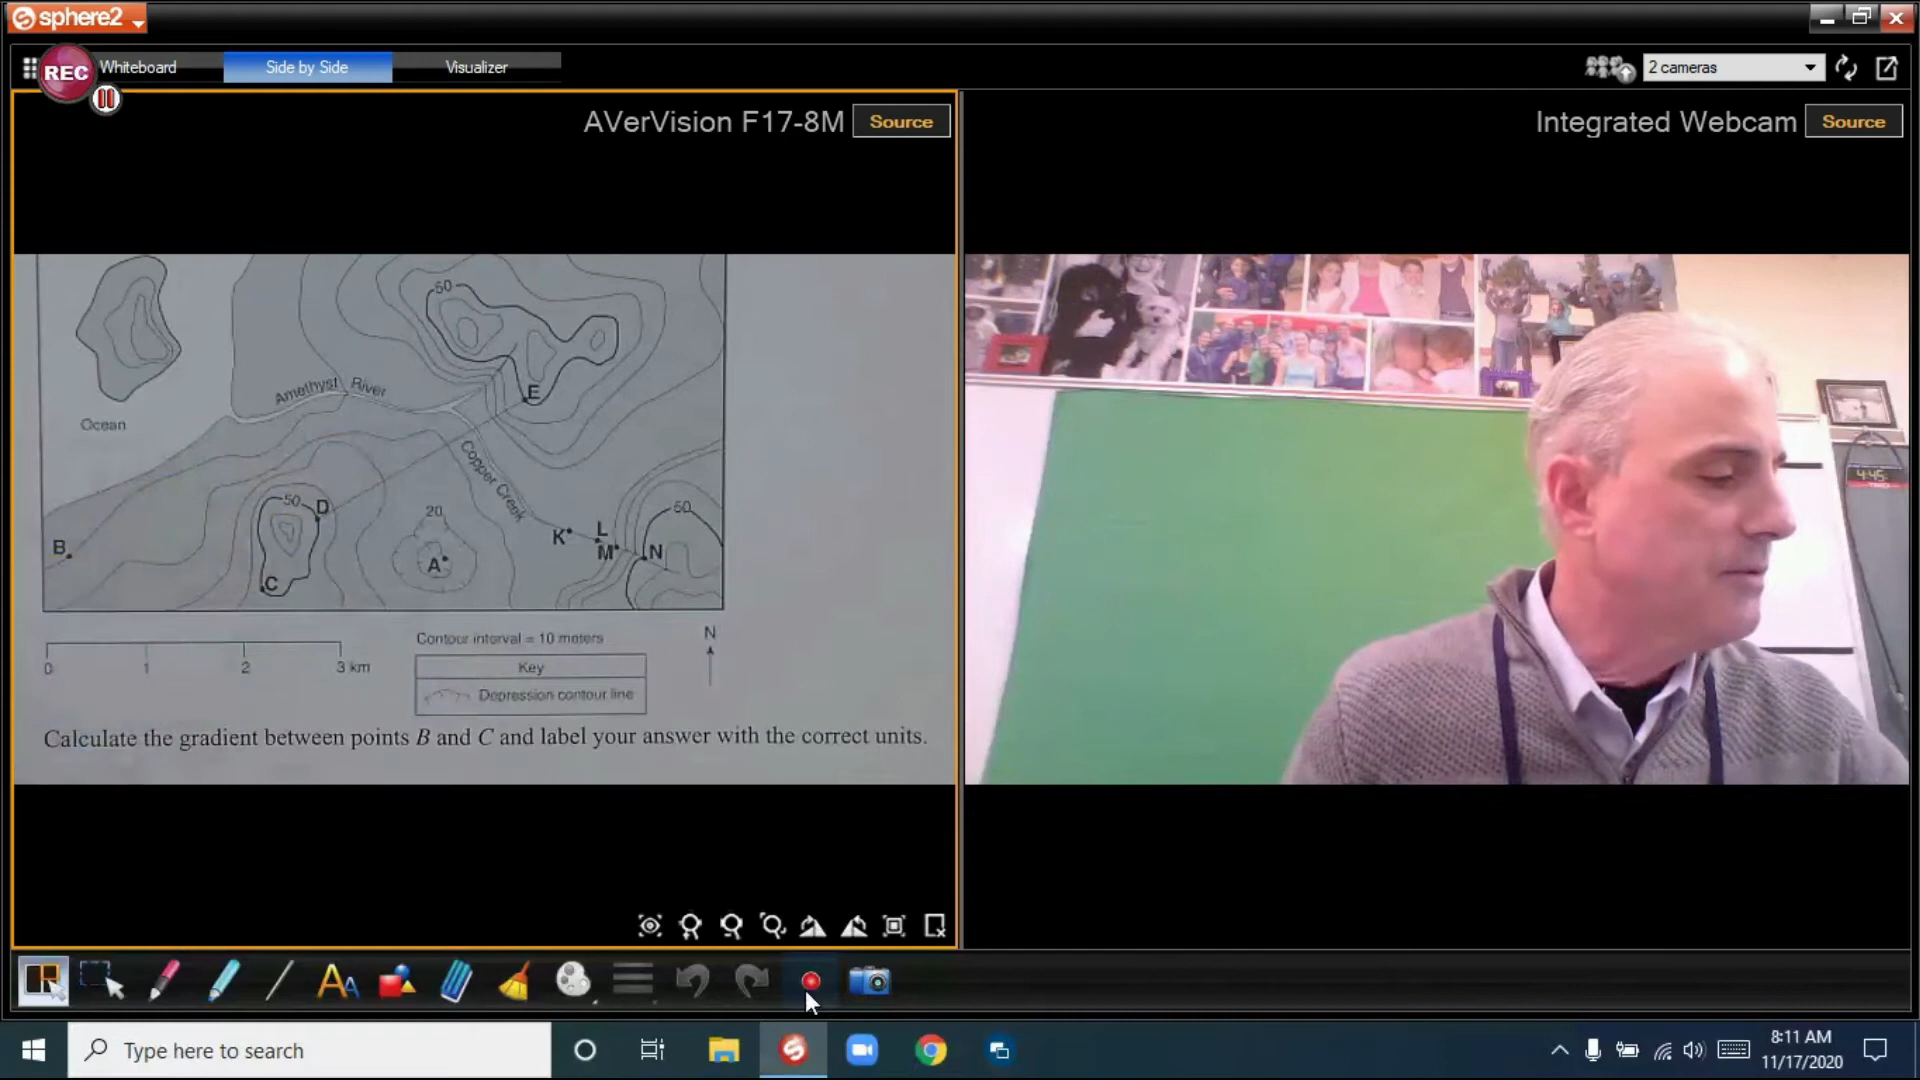 sphere2
REC
Whiteboard
Side by Side
Visualizer
2 cameras
AVerVision F17-8M
Source
Integrated Webcam
Source
50
Amethyst River
E
Ocean
Copper Creek
50
D
20
50
B
K
L
M
N
A
C
Contour interval = 10 meters
N
0 1 2 3 km
Key
Depression contour line
Calculate the gradient between points B and C and label your answer with the correct units.
4:45
AA
Type here to search
8:11 AM
11/17/2020